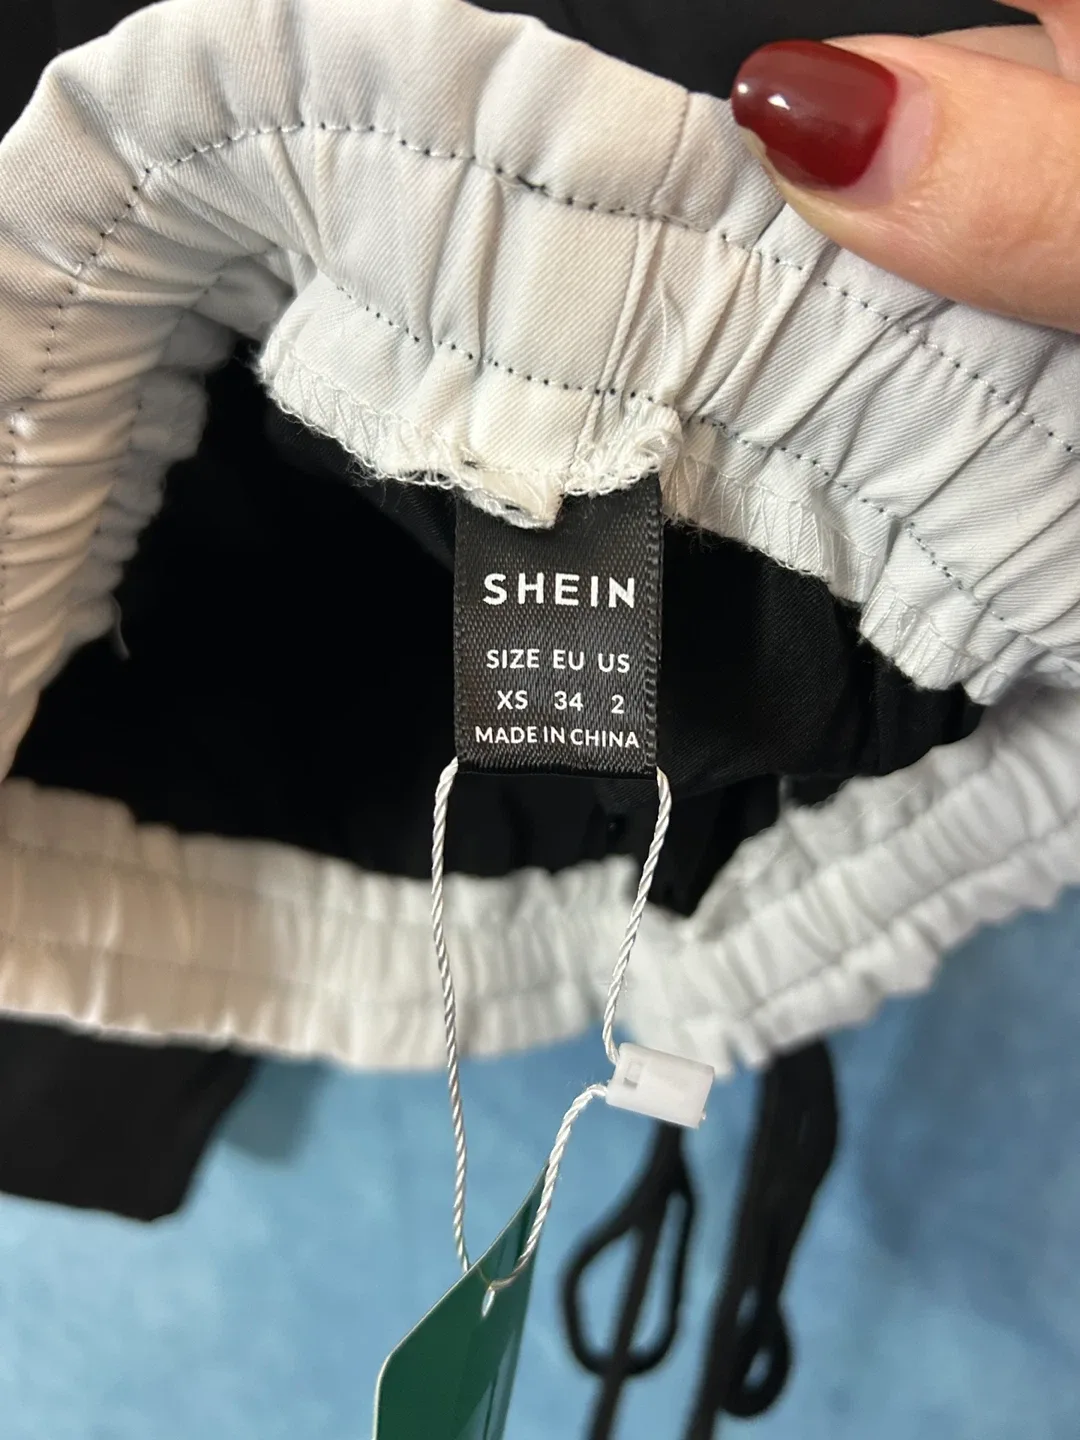 SHEIN
SIZE EU US
XS 34 2
MADE IN CHINA